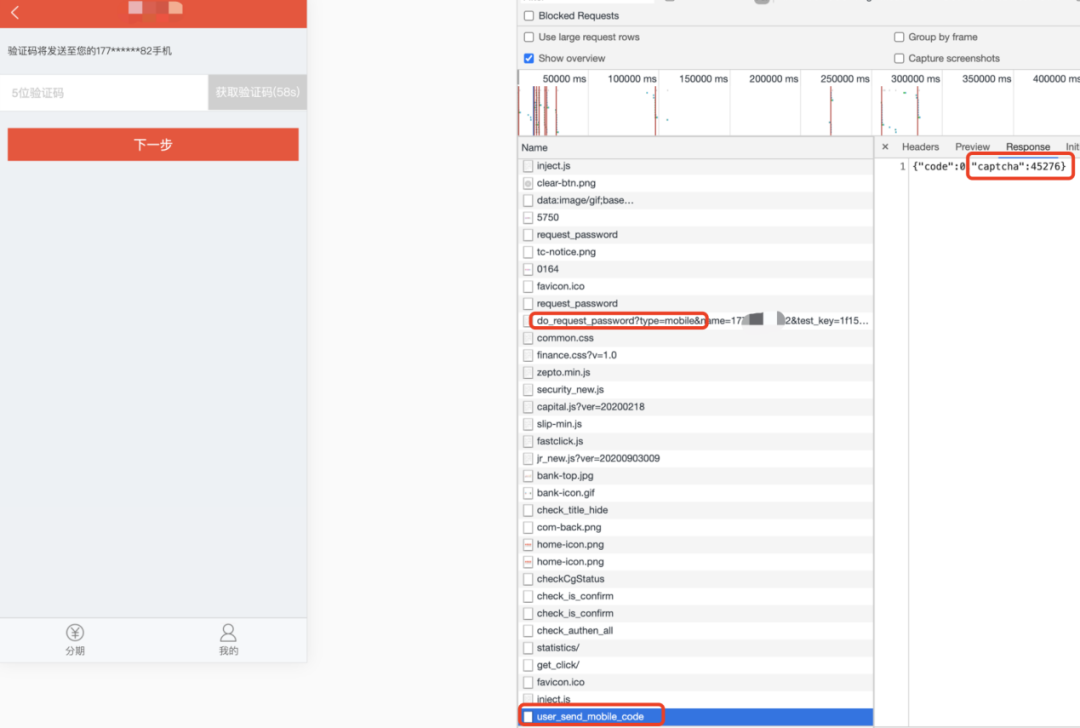 验证码将发送至您的177******82手机
5位验证码
获取验证码(58s)
下一步
分期
我的
Blocked Requests
Use large request rows
Group by frame
Show overview
Capture screenshots
50000 ms
100000 ms
150000 ms
200000 ms
250000 ms
300000 ms
350000 ms
400000 ms
Name
inject.js
clear-btn.png
data:image/gif;base…
5750
request_password
tc-notice.png
0164
favicon.ico
request_password
do_request_password?type=mobile&name=17 2&test_key=1f15…
common.css
finance.css?v=1.0
zepto.min.js
security_new.js
capital.js?ver=20200218
slip-min.js
fastclick.js
jr_new.js?ver=20200903009
bank-top.jpg
bank-icon.gif
check_title_hide
com-back.png
home-icon.png
home-icon.png
checkCgStatus
check_is_confirm
check_is_confirm
check_authen_all
statistics/
get_click/
favicon.ico
inject.js
user_send_mobile_code
× Headers Preview Response Init
1 {"code":0 "captcha":45276}